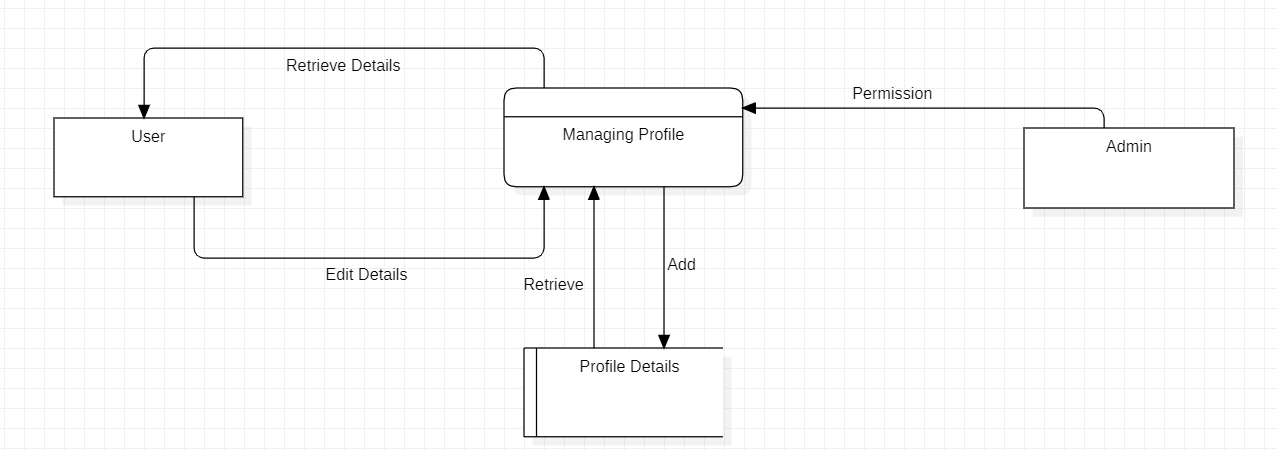 Retrieve Details
Permission
User
Managing Profile
Admin
Edit Details
Retrieve
Add
Profile Details